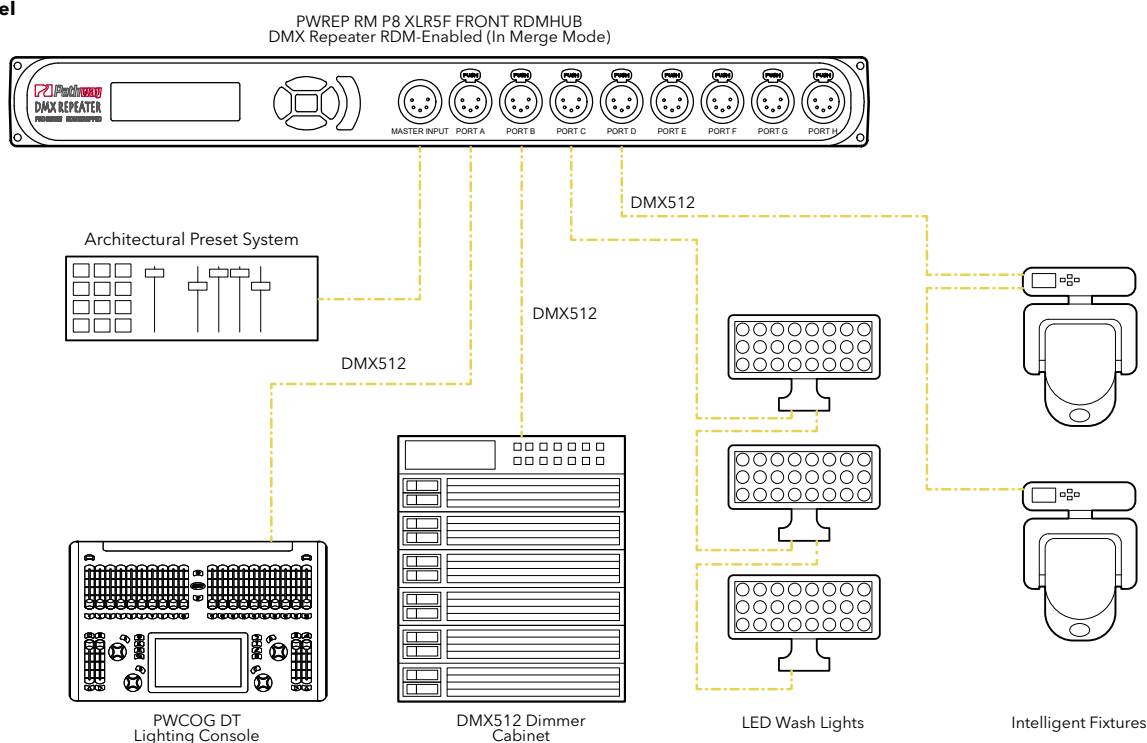 el
PWREP RM P8 XLR5F FRONT RDMHUB
DMX Repeater RDM-Enabled (In Merge Mode)
PUSH PUSH PUSH PUSH PUSH PUSH PUSH PUSH
Pathway
DMX REPEATER
MASTER INPUT PORT A PORT B PORT C PORT D PORT E PORT F PORT G PORT H
DMX512
Architectural Preset System
DMX512
DMX512
PWCOG DT
Lighting Console
DMX512 Dimmer
Cabinet
LED Wash Lights
Intelligent Fixtures